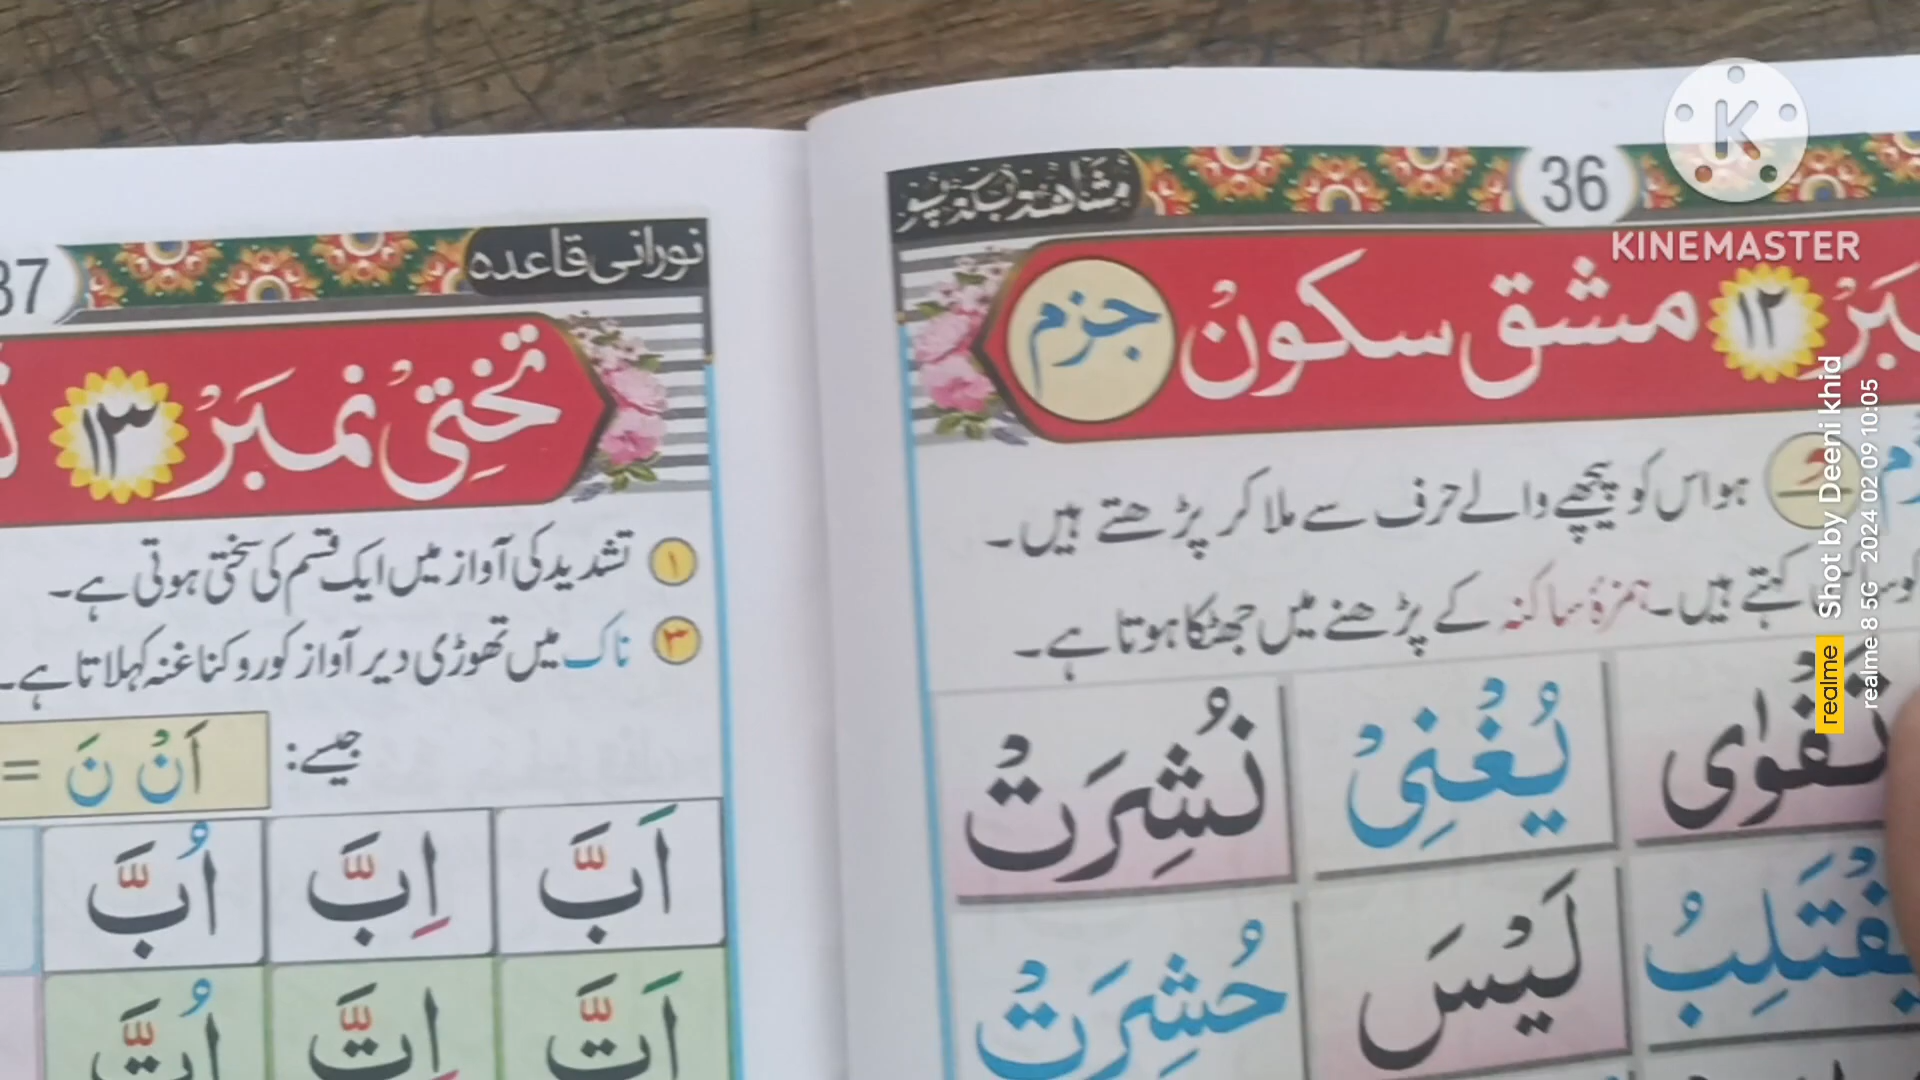 36
نمبر ۱۲ مشق سکون جزم
ہو اس کو پیچھے والے حرف سے ملا کر پڑھتے ہیں۔
کہتے ہیں۔ ہمزۂ ساکنہ کے پڑھنے میں جھٹکا ہوتا ہے۔
تَقْوٰی یُغْنِیْ نُشِرَتْ
لَیْسَ حُشِرَتْ
نورانی قاعدہ
37
تختی نمبر ۱۳
۱ تشدید کی آواز میں ایک قسم کی سختی ہوتی ہے۔
۳ ناک میں تھوڑی دیر آواز کو روکنا غنہ کہلاتا ہے۔
جیسے: اَنْ نَ =
اَبَّ اِبَّ اُبَّ
اَتَّ اِتَّ اُتَّ
KINEMASTER
realme Shot by Deeni khid
realme 8 5G 2024 02 09 10:05